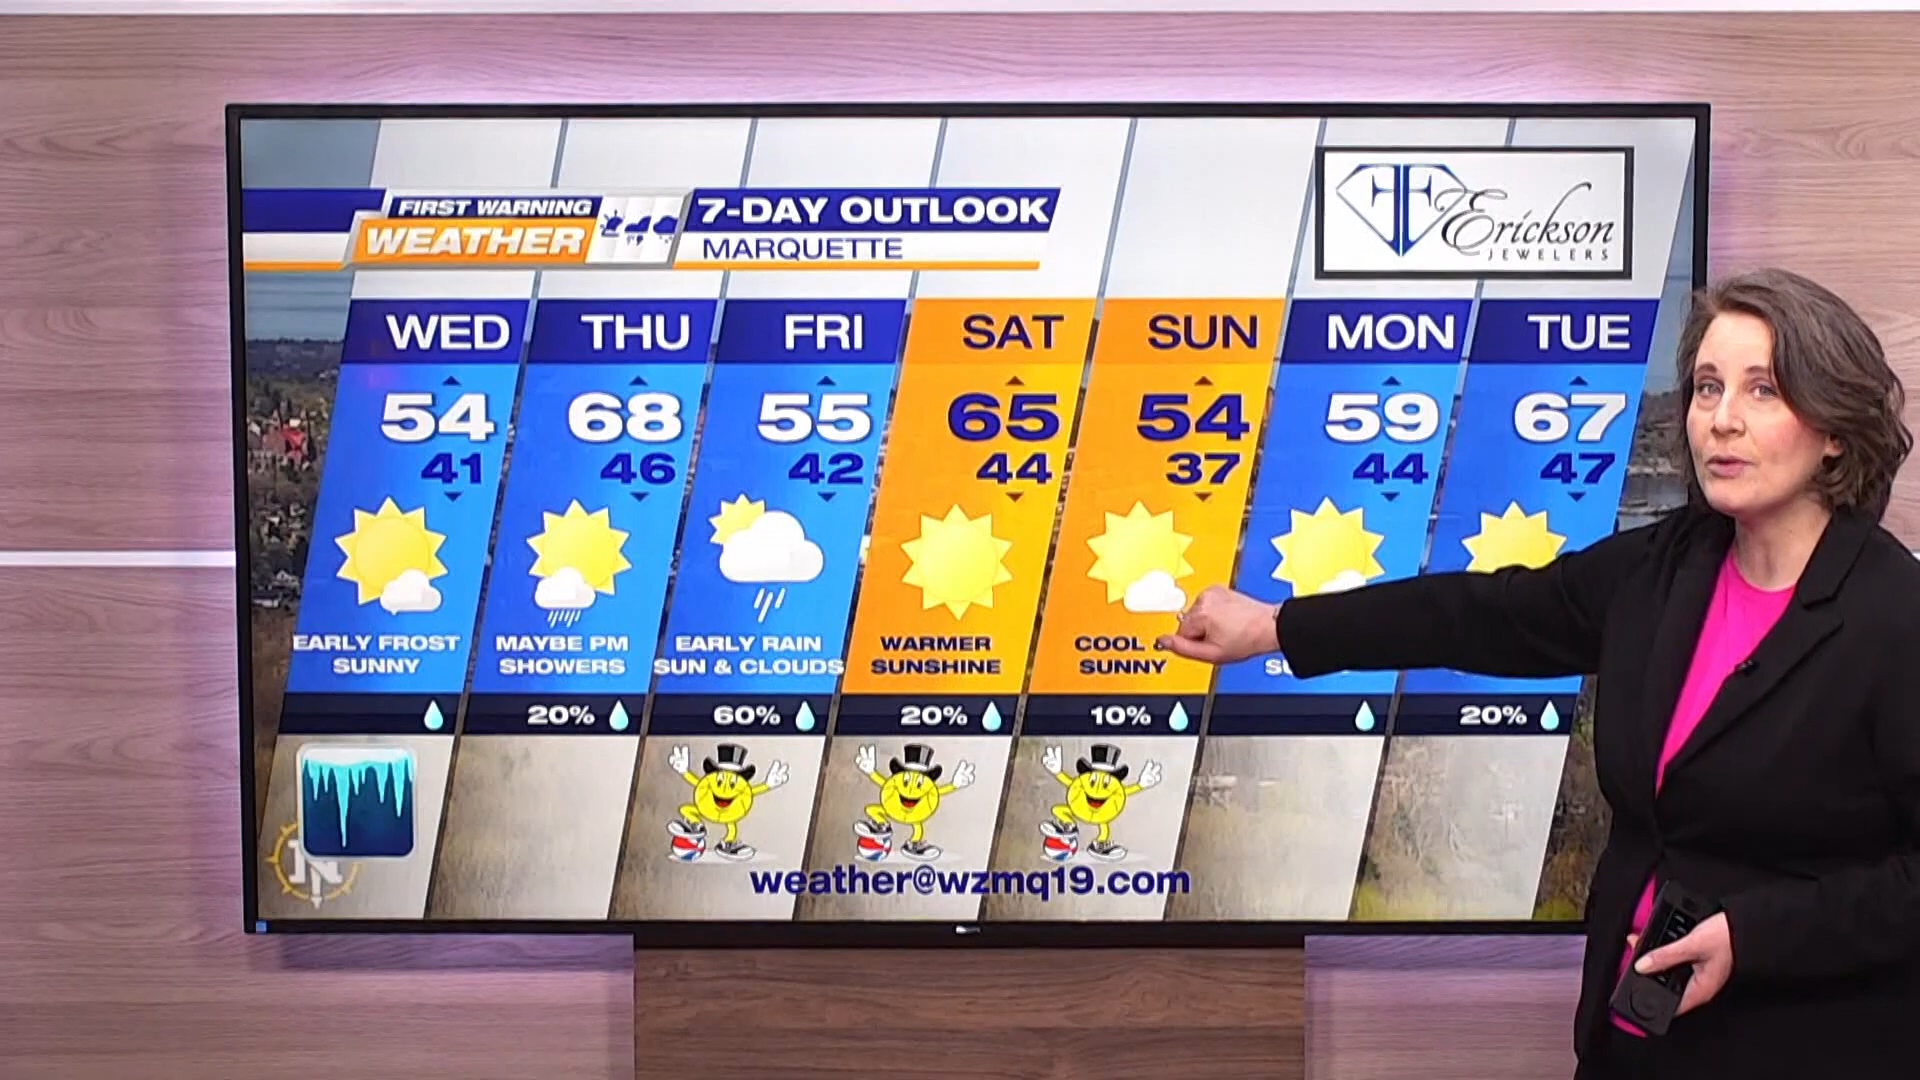 FIRST WARNING
WEATHER
7-DAY OUTLOOK
MARQUETTE
Erickson
JEWELERS
WED THU FRI SAT SUN MON TUE
54 68 55 65 54 59 67
41 46 42 44 37 44 47
EARLY FROST
SUNNY
MAYBE PM
SHOWERS
EARLY RAIN
SUN & CLOUDS
WARMER
SUNSHINE
COOL &
SUNNY
20% 60% 20% 10% 20%
N
weather@wzmq19.com